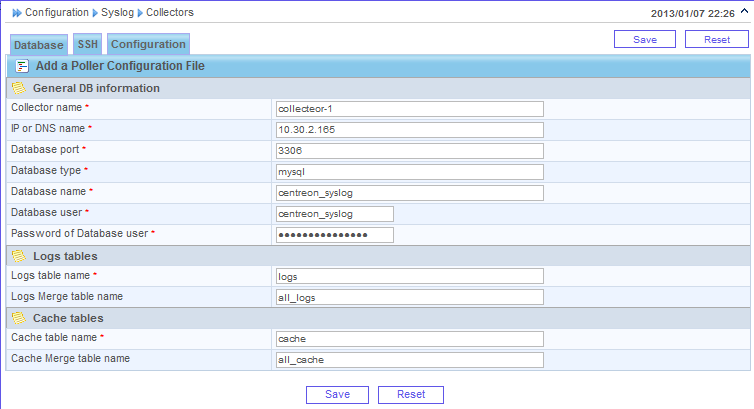 Configuration Syslog Collectors 2013/01/07 22:26
Database SSH Configuration Save Reset
Add a Poller Configuration File
General DB information
Collector name * collecteor-1
IP or DNS name * 10.30.2.165
Database port * 3306
Database type * mysql
Database name * centreon_syslog
Database user * centreon_syslog
Password of Database user * ●●●●●●●●●●●●●●●
Logs tables
Logs table name * logs
Logs Merge table name all_logs
Cache tables
Cache table name * cache
Cache Merge table name all_cache
Save Reset